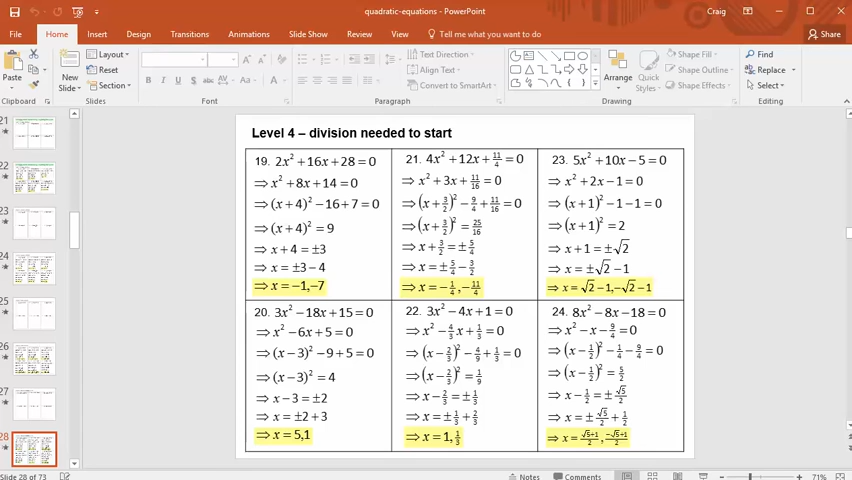 quadratic-equations - PowerPoint
Craig
File Home Insert Design Transitions Animations Slide Show Review View Tell me what you want to do
Share
Paste
New Slide
Layout
Reset
Section
Text Direction
Align Text
Convert to SmartArt
Arrange
Quick Styles
Shape Fill
Shape Outline
Shape Effects
Find
Replace
Select
Clipboard Slides Font Paragraph Drawing Editing
21
22
23
24
26
27
28
Level 4 – division needed to start
19. 2x² +16x+28=0
⇒ x² +8x+14=0
⇒ (x+4)² −16+7=0
⇒ (x+4)² = 9
⇒ x+4 = ±3
⇒ x = ±3−4
⇒ x = −1,−7
21. 4x² +12x+11/4=0
⇒ x² +3x+11/16=0
⇒ (x+3/2)² −9/4+11/16=0
⇒ (x+3/2)² = 25/16
⇒ x+3/2 = ±5/4
⇒ x = ±5/4−3/2
⇒ x = −1/4,−11/4
23. 5x² +10x−5=0
⇒ x² +2x−1=0
⇒ (x+1)² −1−1=0
⇒ (x+1)² = 2
⇒ x+1 = ±√2
⇒ x = ±√2 −1
⇒ x = √2 −1,−√2 −1
20. 3x² −18x+15=0
⇒ x² −6x+5=0
⇒ (x−3)² −9+5=0
⇒ (x−3)² = 4
⇒ x−3 = ±2
⇒ x = ±2+3
⇒ x = 5,1
22. 3x² −4x+1=0
⇒ x² −4/3x+1/3=0
⇒ (x−2/3)² −4/9+1/3=0
⇒ (x−2/3)² = 1/9
⇒ x−2/3 = ±1/3
⇒ x = ±1/3+2/3
⇒ x = 1,1/3
24. 8x² −8x−18=0
⇒ x² −x−9/4=0
⇒ (x−1/2)² −1/4−9/4=0
⇒ (x−1/2)² = 5/2
⇒ x−1/2 = ±√5/2
⇒ x = ±√5/2+1/2
⇒ x = √5+1/2,−√5+1/2
Slide 28 of 73
Notes
Comments
71%